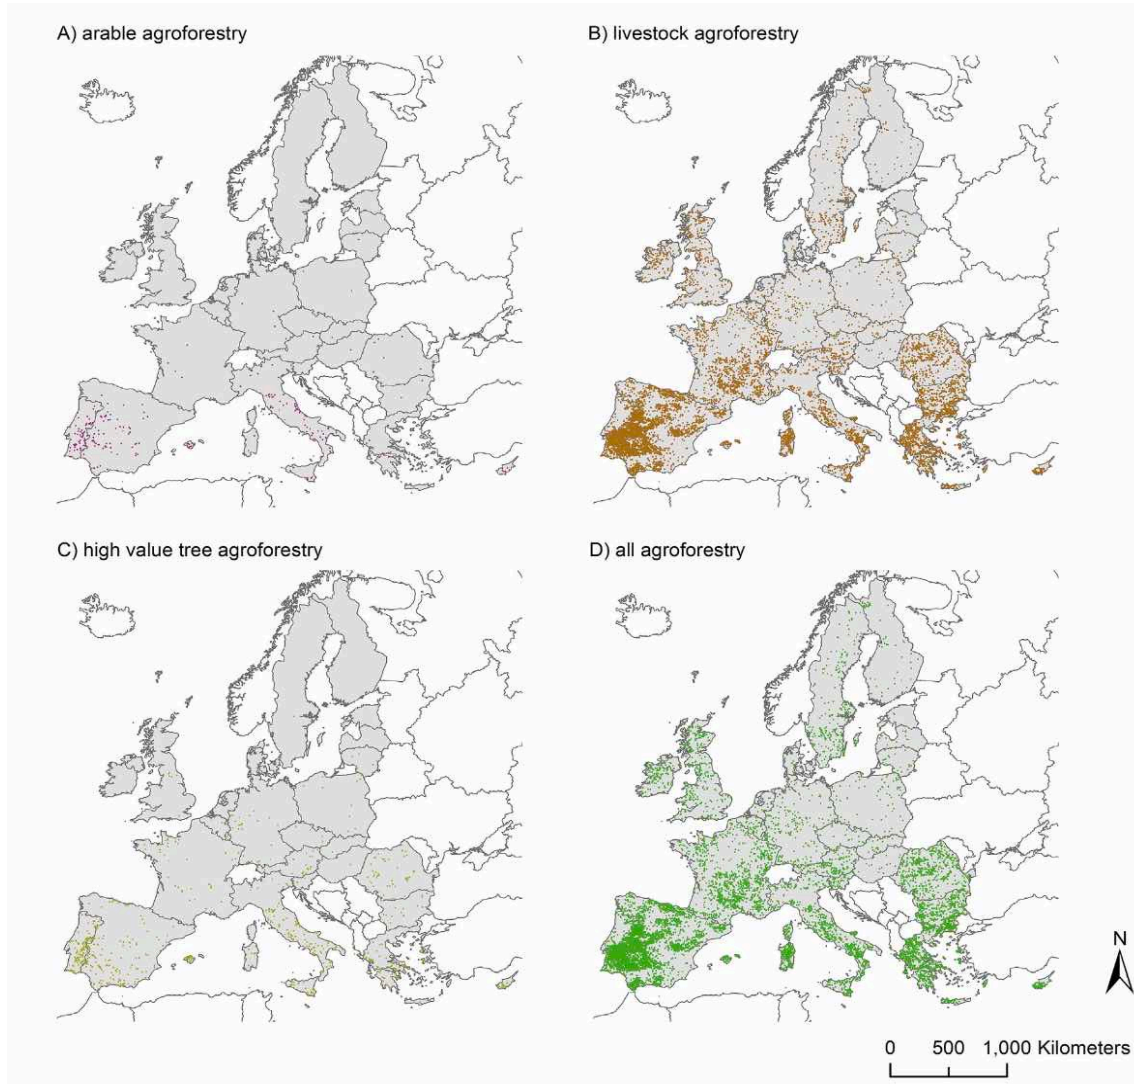 A) arable agroforestry
B) livestock agroforestry
C) high value tree agroforestry
D) all agroforestry
N
0 500 1,000 Kilometers